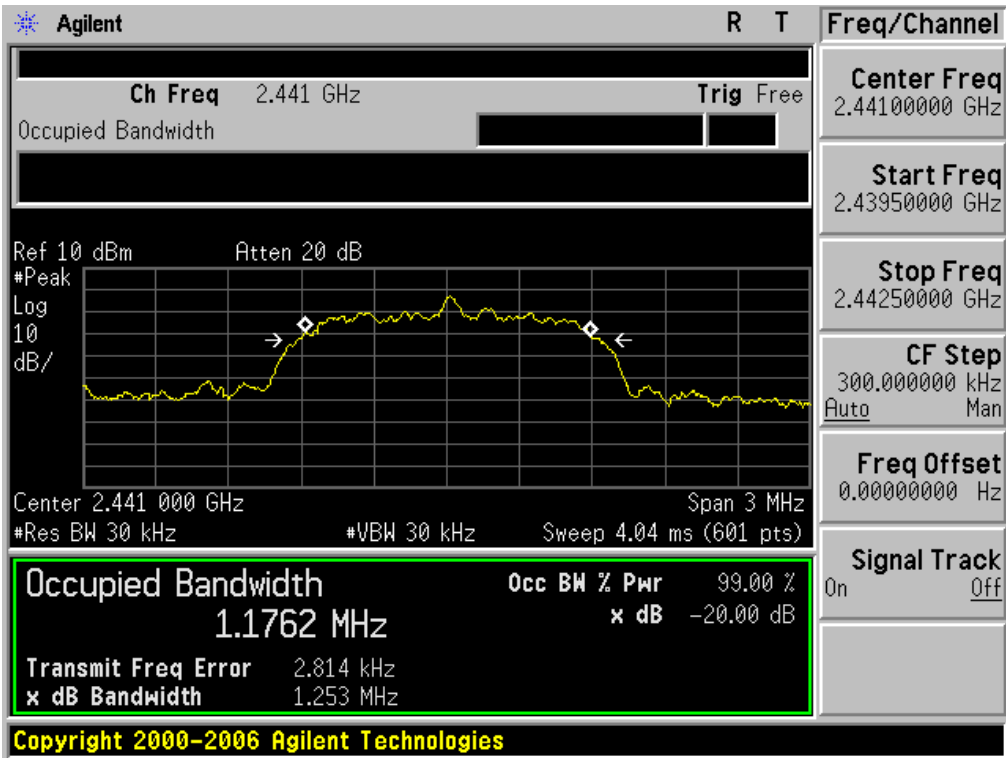 Agilent R T Freq/Channel
Ch Freq 2.441 GHz Trig Free
Occupied Bandwidth
Center Freq
2.44100000 GHz
Start Freq
2.43950000 GHz
Stop Freq
2.44250000 GHz
CF Step
300.000000 kHz
Auto Man
Freq Offset
0.00000000 Hz
Signal Track
On Off
Ref 10 dBm Atten 20 dB
#Peak
Log
10
dB/
Center 2.441 000 GHz Span 3 MHz
#Res BW 30 kHz #VBW 30 kHz Sweep 4.04 ms (601 pts)
Occupied Bandwidth Occ BW % Pwr 99.00 %
1.1762 MHz x dB -20.00 dB
Transmit Freq Error 2.814 kHz
x dB Bandwidth 1.253 MHz
Copyright 2000-2006 Agilent Technologies